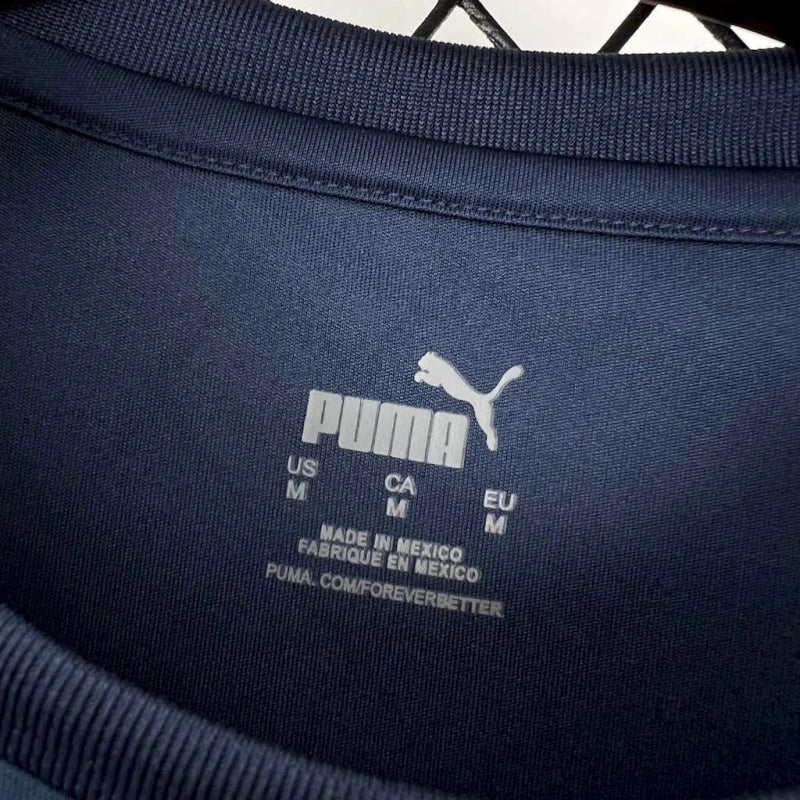 PUMA
US CA EU
M M M
MADE IN MEXICO
FABRIQUE EN MEXICO
PUMA. COM/FOREVERBETTER